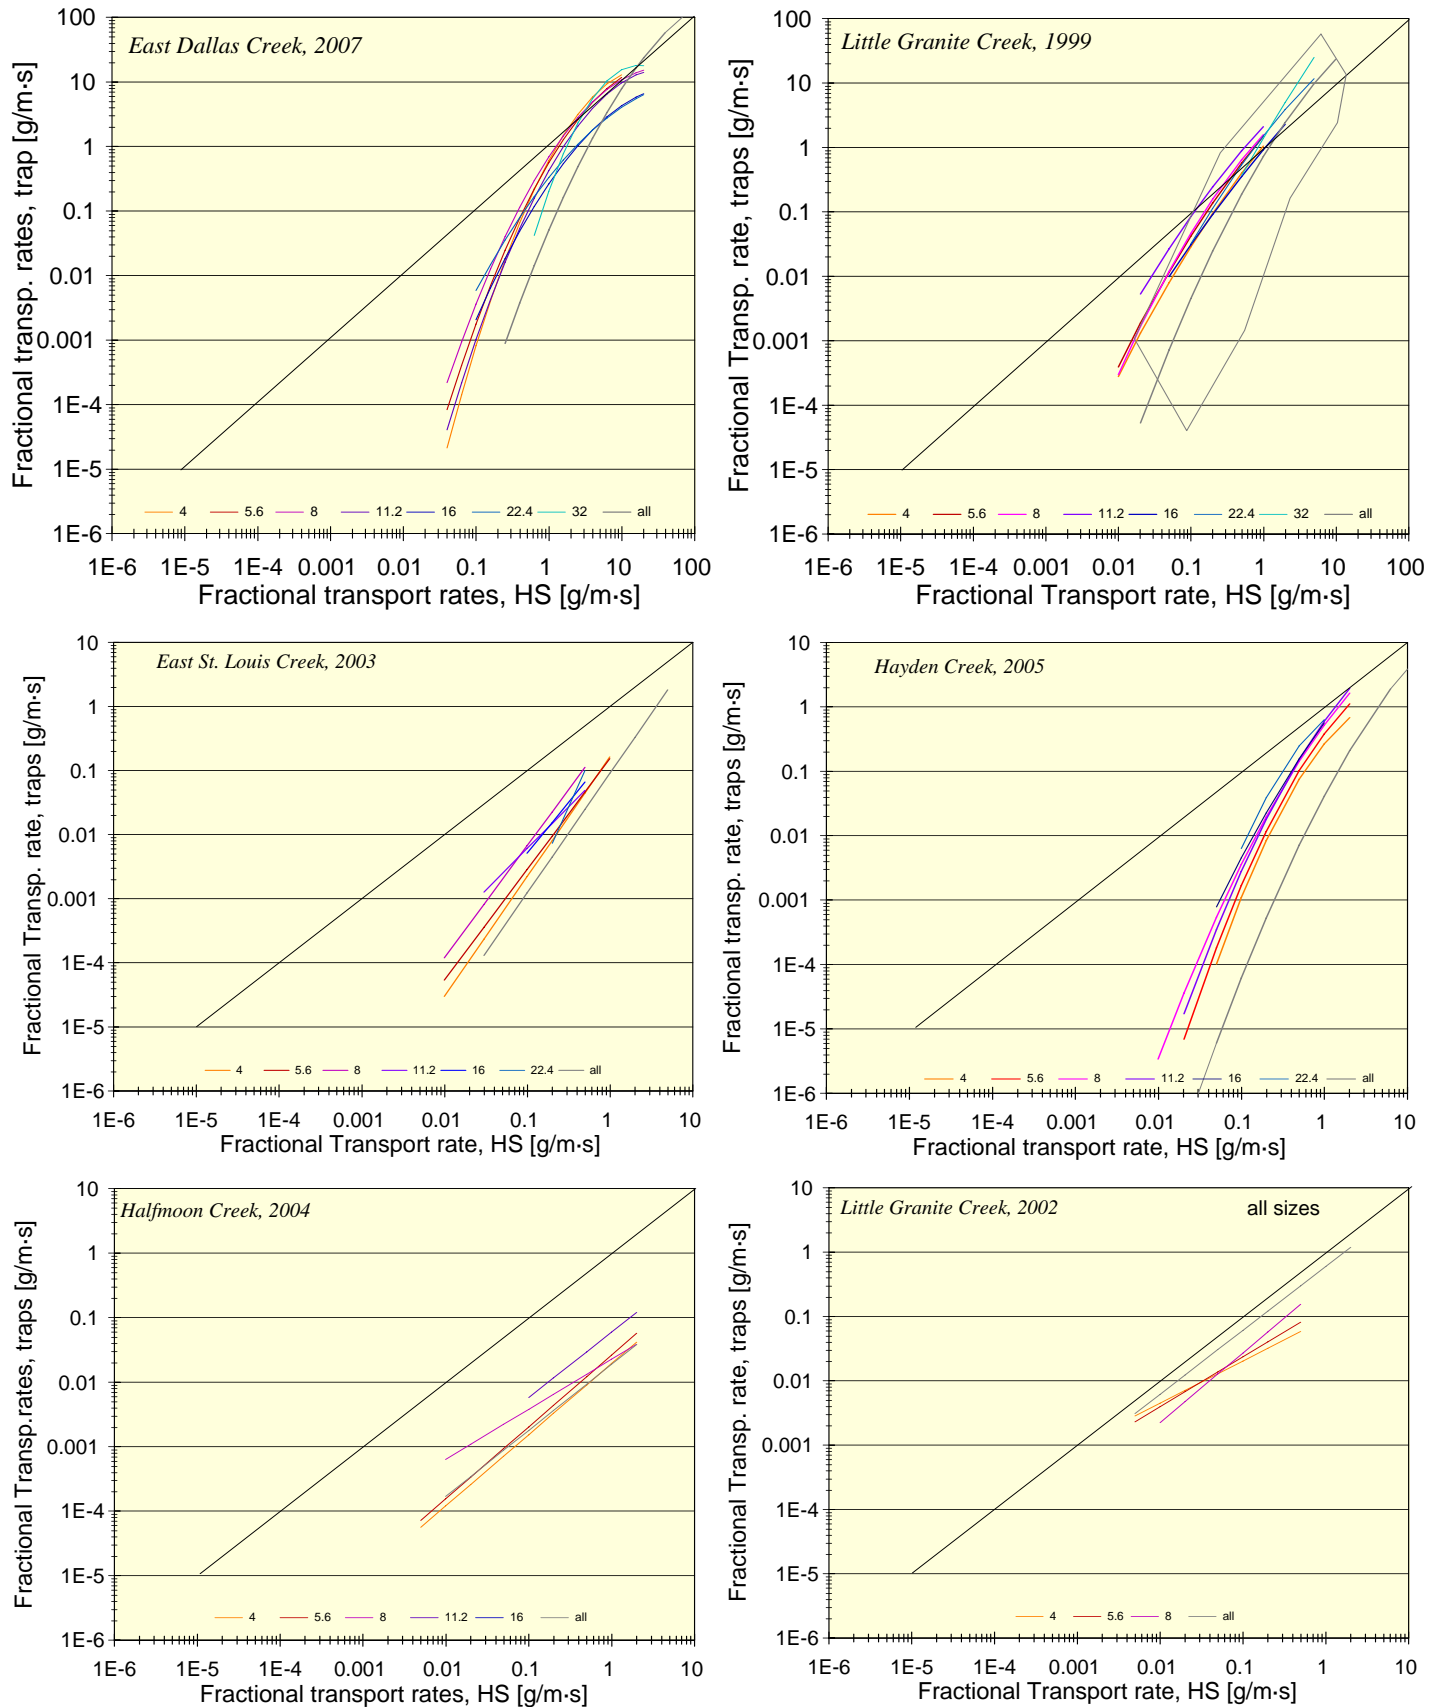 East Dallas Creek, 2007
Fractional transp. rates, trap [g/m·s]
100
10
1
0.1
0.01
0.001
1E-4
1E-5
1E-6
4 5.6 8 11.2 16 22.4 32 all
1E-6 1E-5 1E-4 0.001 0.01 0.1 1 10 100
Fractional transport rates, HS [g/m·s]
Little Granite Creek, 1999
Fractional Transp. rate, traps [g/m·s]
100
10
1
0.1
0.01
0.001
1E-4
1E-5
1E-6
4 5.6 8 11.2 16 22.4 32 all
1E-6 1E-5 1E-4 0.001 0.01 0.1 1 10 100
Fractional Transport rate, HS [g/m·s]
East St. Louis Creek, 2003
Fractional Transp. rate, traps [g/m·s]
10
1
0.1
0.01
0.001
1E-4
1E-5
1E-6
4 5.6 8 11.2 16 22.4 all
1E-6 1E-5 1E-4 0.001 0.01 0.1 1 10
Fractional Transport rate, HS [g/m·s]
Hayden Creek, 2005
Fractional transp. rate, traps [g/m·s]
10
1
0.1
0.01
0.001
1E-4
1E-5
1E-6
4 5.6 8 11.2 16 22.4 all
1E-6 1E-5 1E-4 0.001 0.01 0.1 1 10
Fractional transport rate, HS [g/m·s]
Halfmoon Creek, 2004
Fractional Transp.rates, traps [g/m·s]
10
1
0.1
0.01
0.001
1E-4
1E-5
1E-6
4 5.6 8 11.2 16 all
1E-6 1E-5 1E-4 0.001 0.01 0.1 1 10
Fractional transport rates, HS [g/m·s]
Little Granite Creek, 2002 all sizes
Fractional Transp. rate, traps [g/m·s]
10
1
0.1
0.01
0.001
1E-4
1E-5
1E-6
4 5.6 8 all
1E-6 1E-5 1E-4 0.001 0.01 0.1 1 10
Fractional Transport rate, HS [g/m·s]